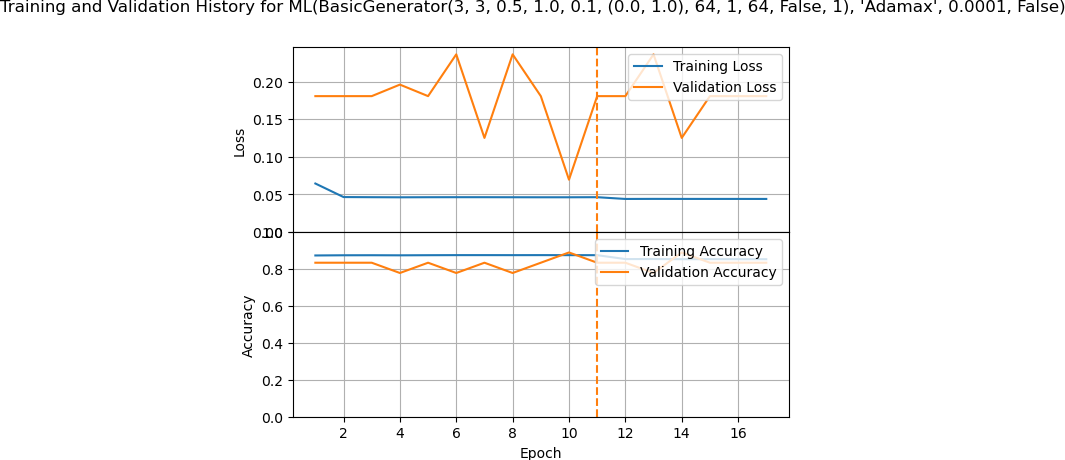 Training and Validation History for ML(BasicGenerator(3, 3, 0.5, 1.0, 0.1, (0.0, 1.0), 64, 1, 64, False, 1), 'Adamax', 0.0001, False)
Training Loss
Validation Loss
0.20
0.15
0.10
0.05
0.00
Loss
Training Accuracy
Validation Accuracy
1.0
0.8
0.6
0.4
0.2
0.0
Accuracy
2 4 6 8 10 12 14 16
Epoch